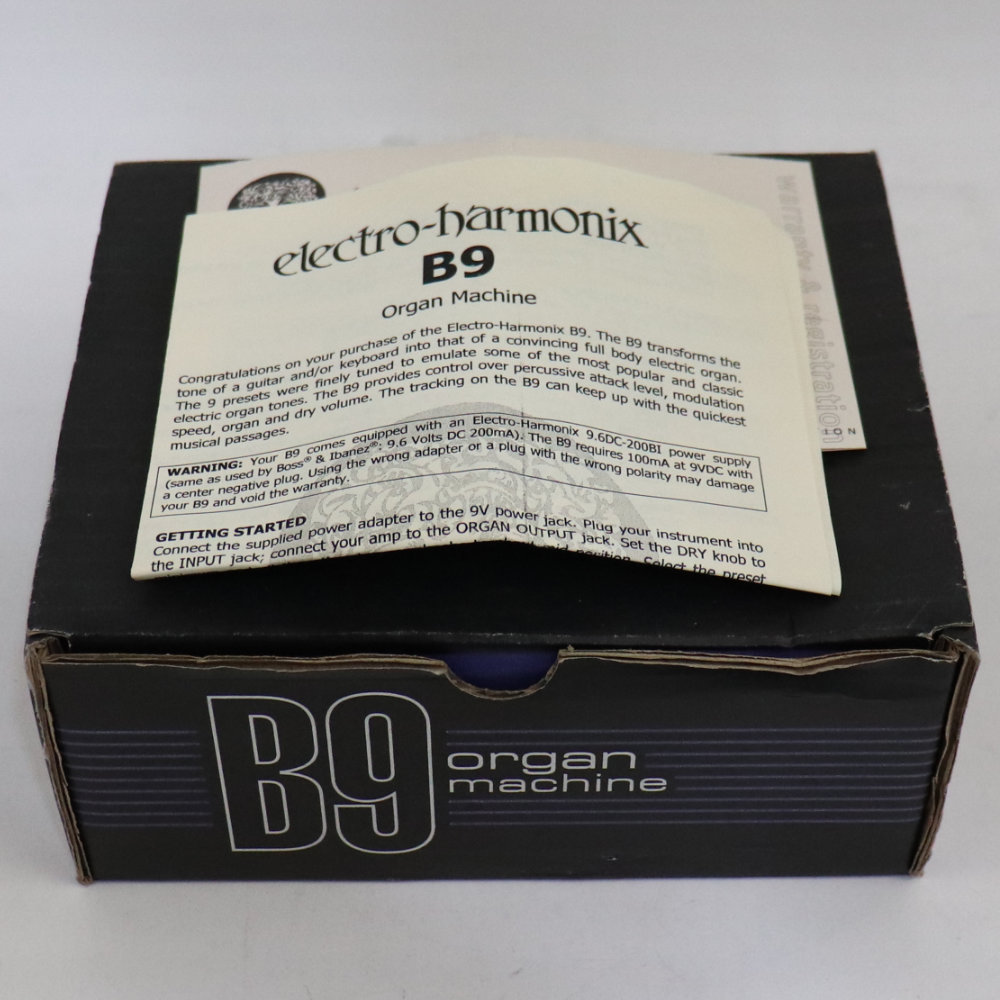 electro-harmonix
B9
Organ Machine
Congratulations on your purchase of the Electro-Harmonix B9. The B9 transforms the
tone of a guitar and/or keyboard into that of a convincing full body electric organ.
The 9 presets were finely tuned to emulate some of the most popular and classic
electric organ tones. The B9 provides control over percussive attack level, modulation
speed, organ and dry volume. The tracking on the B9 can keep up with the quickest
musical passages.
WARNING: Your B9 comes equipped with an Electro-Harmonix 9.6DC-200BI power supply
(same as used by Boss® & Ibanez®: 9.6 Volts DC 200mA). The B9 requires 100mA at 9VDC with
a center negative plug. Using the wrong adapter or a plug with the wrong polarity may damage
your B9 and void the warranty.
GETTING STARTED
Connect the supplied power adapter to the 9V power jack. Plug your instrument into
the INPUT jack; connect your amp to the ORGAN OUTPUT jack. Set the DRY knob to
position. Select the preset
warranty & registration
ION
B9
organ
machine